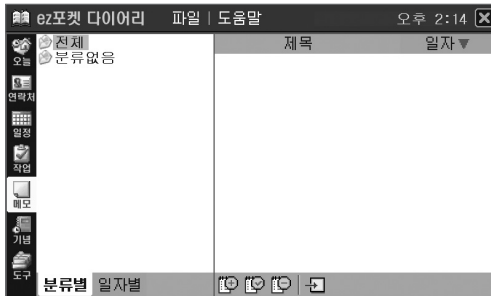 ez포켓 다이어리 파일 | 도움말 오후 2:14
오늘
연락처
일정
작업
메모
기념
도구
전체
분류없음
제목 일자▼
분류별 일자별